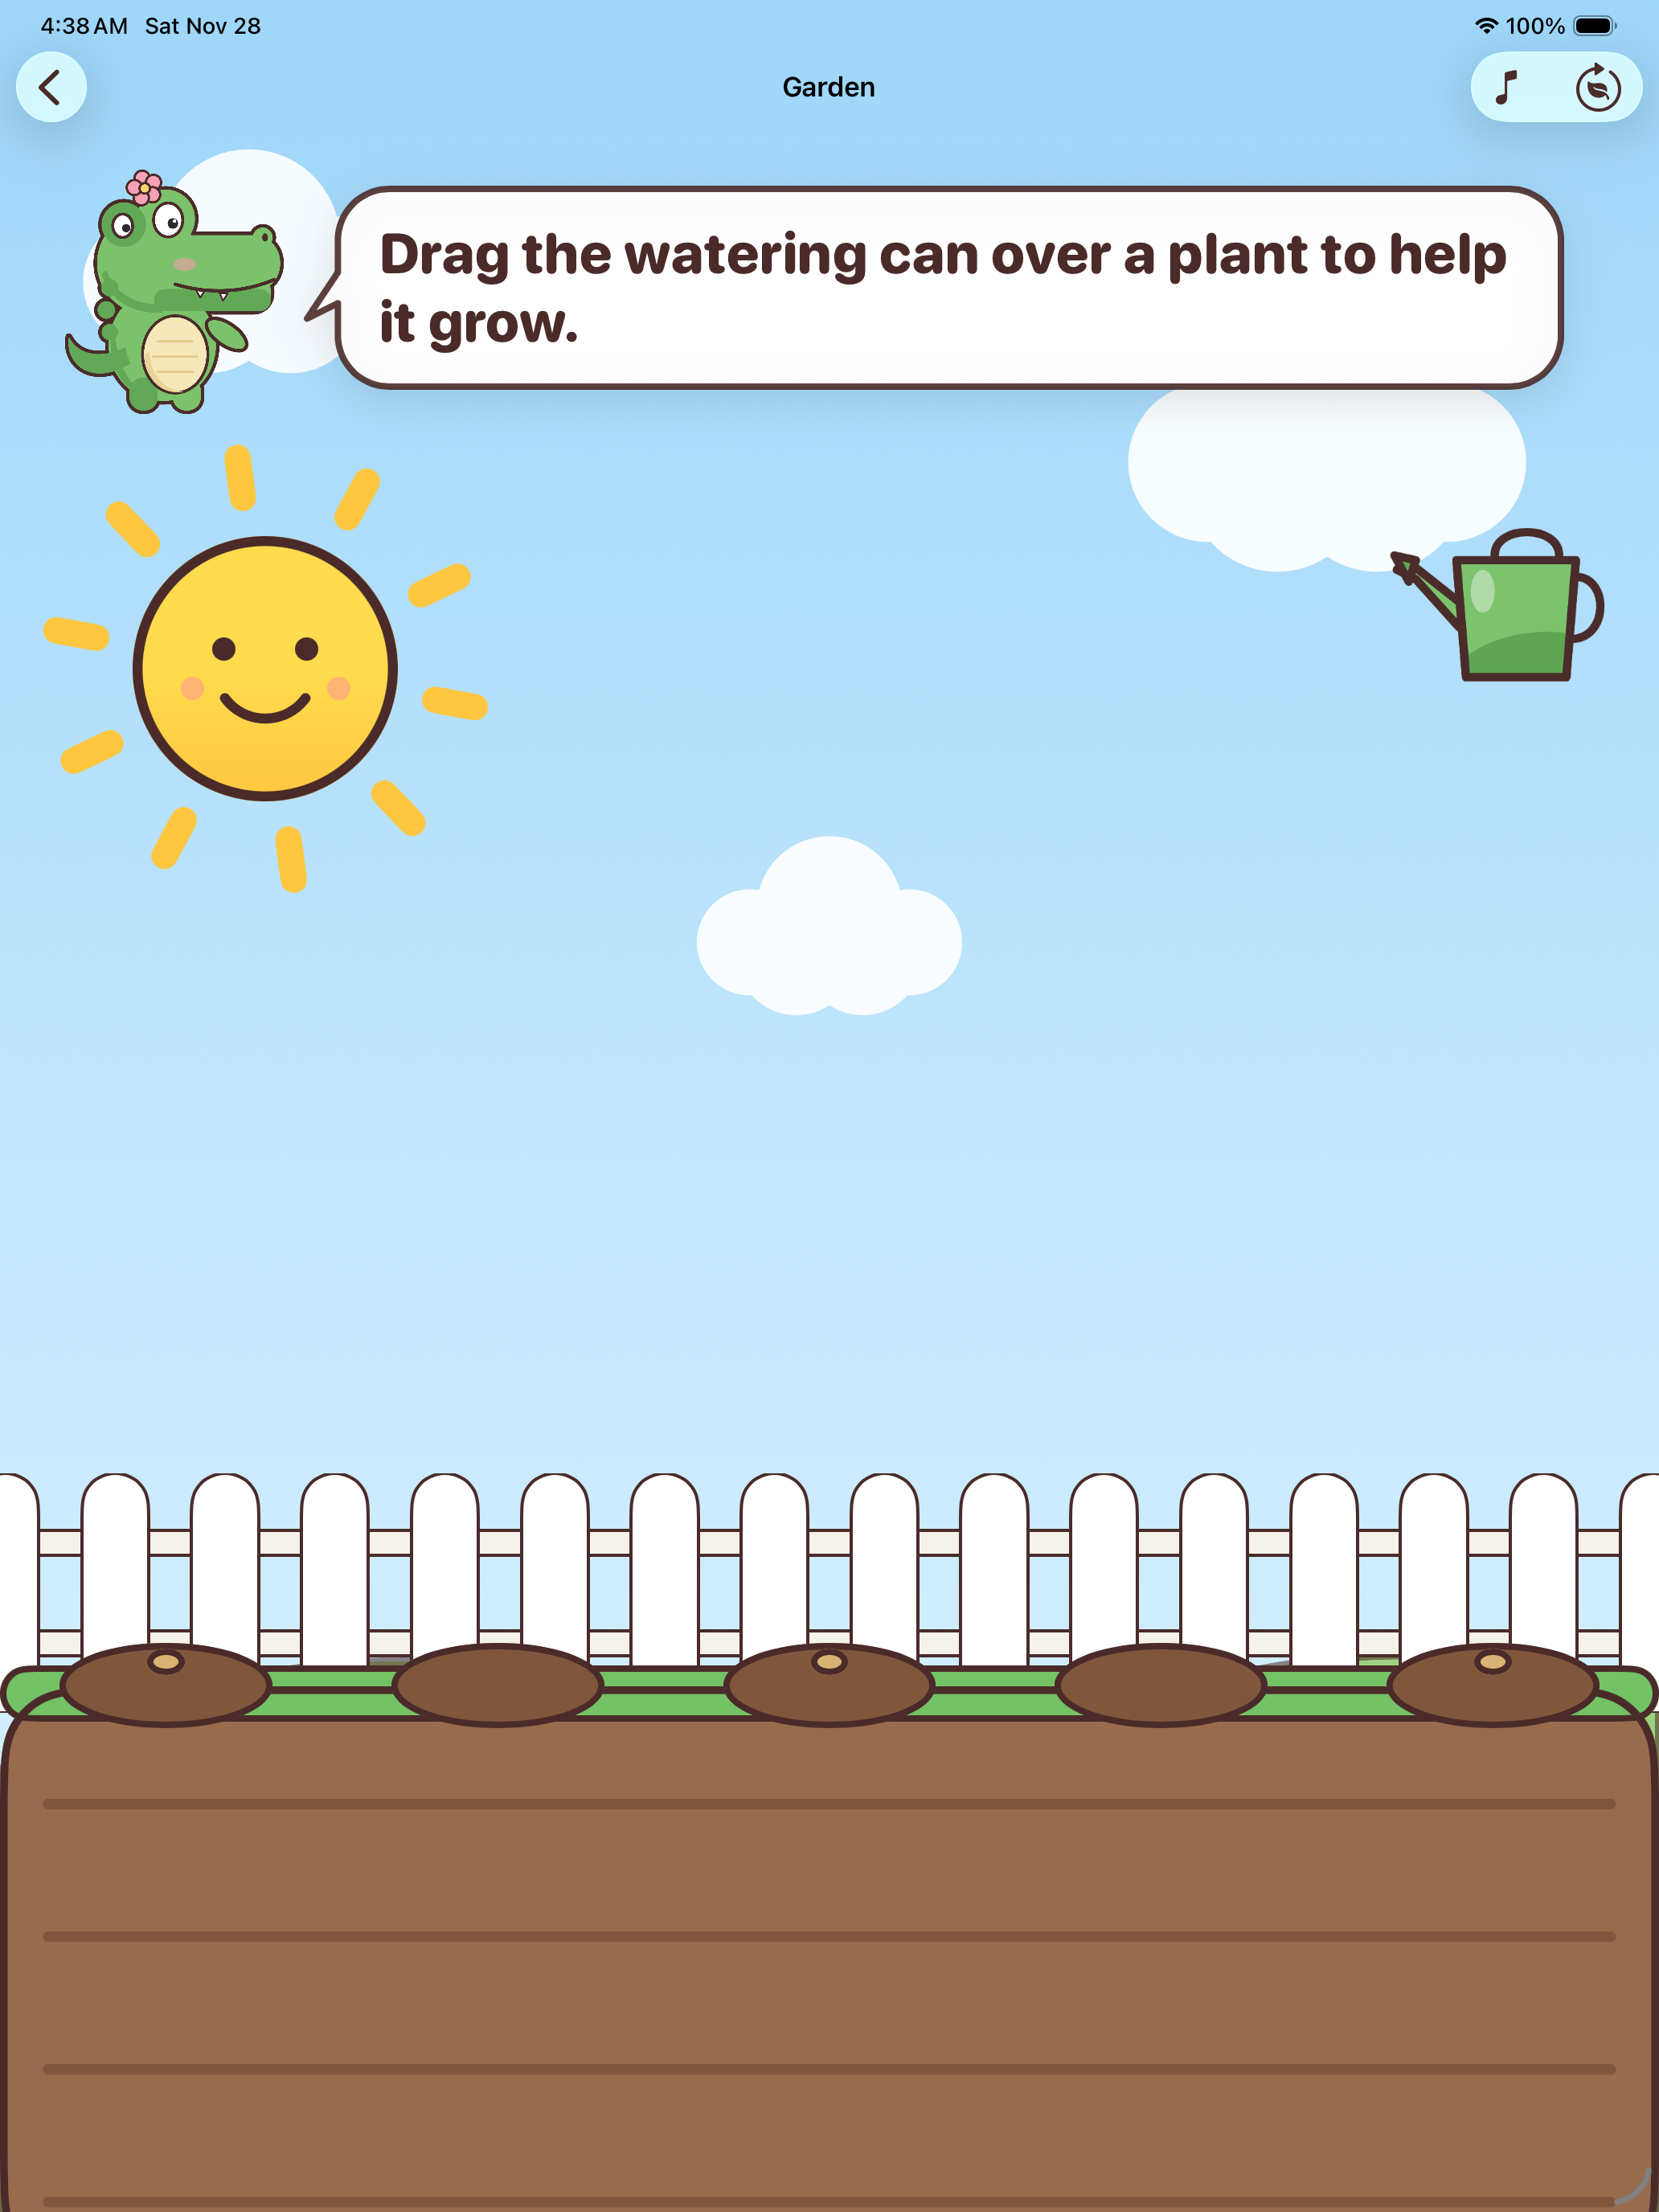 4:38 AM Sat Nov 28 100%
Garden
Drag the watering can over a plant to help
it grow.